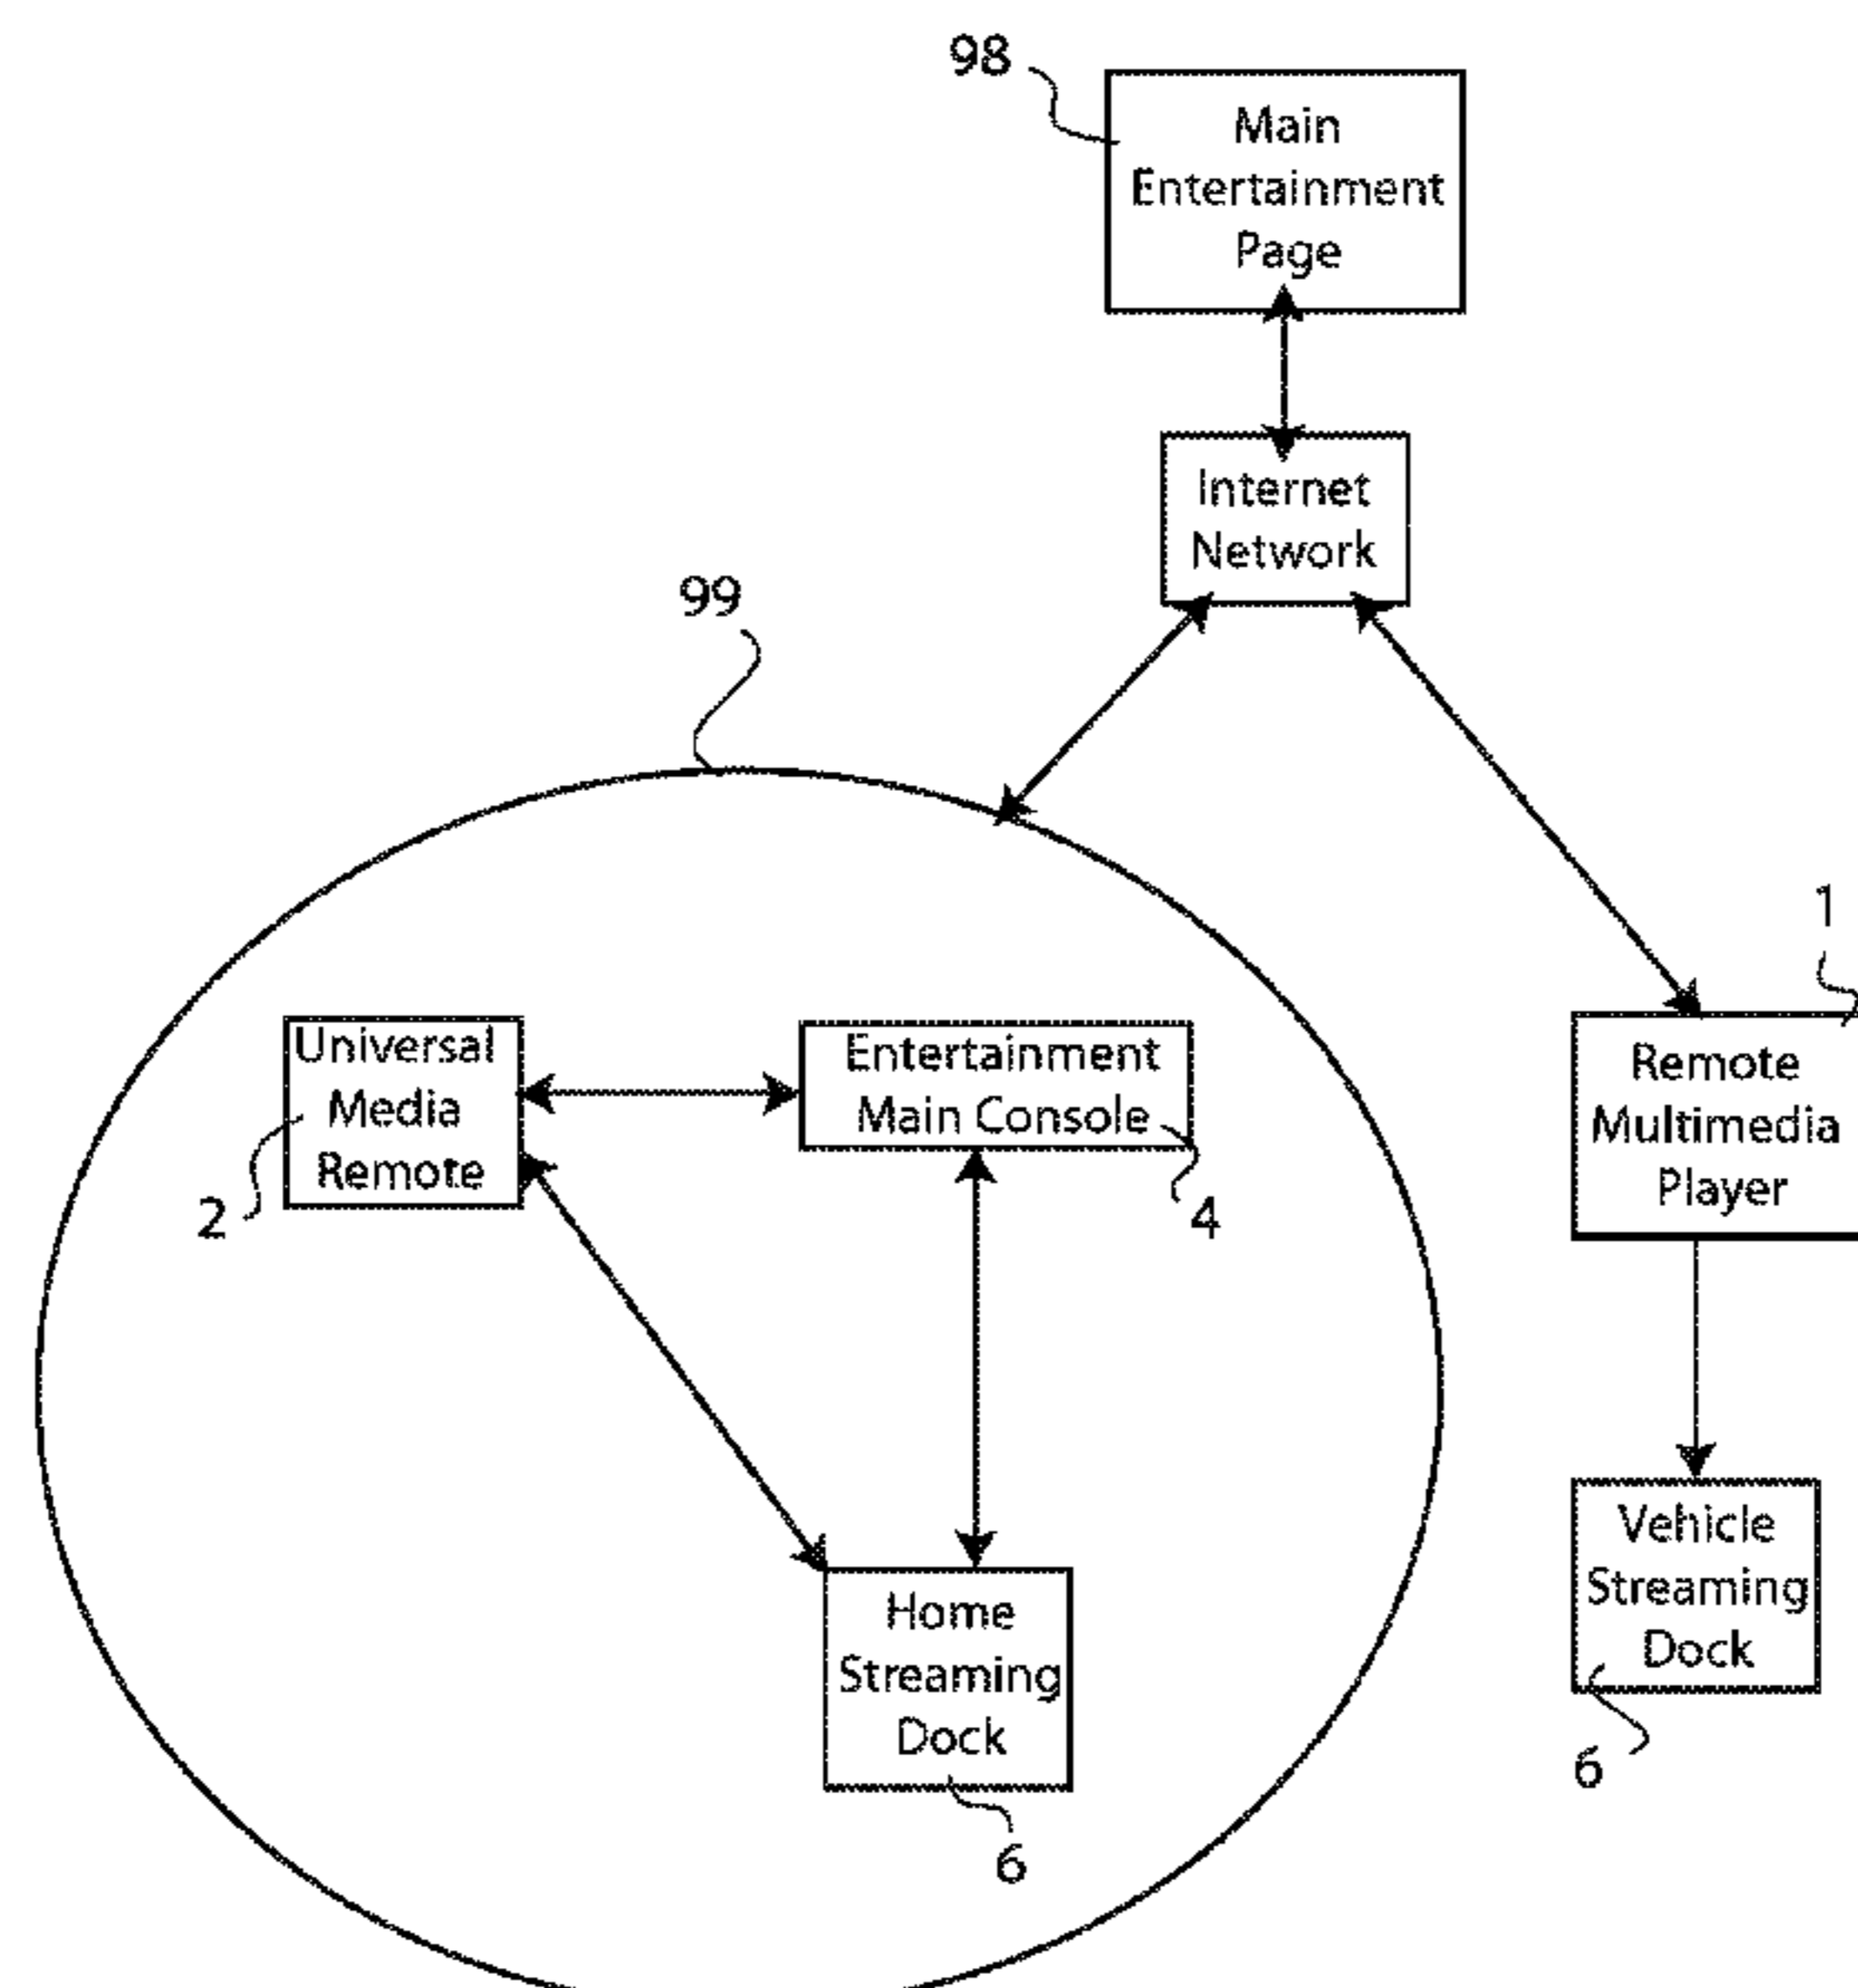 98
Main
Entertainment
Page
Internet
Network
99
1
Universal
Media
Remote
2
Entertainment
Main Console
4
Remote
Multimedia
Player
Home
Streaming
Dock
6
Vehicle
Streaming
Dock
6